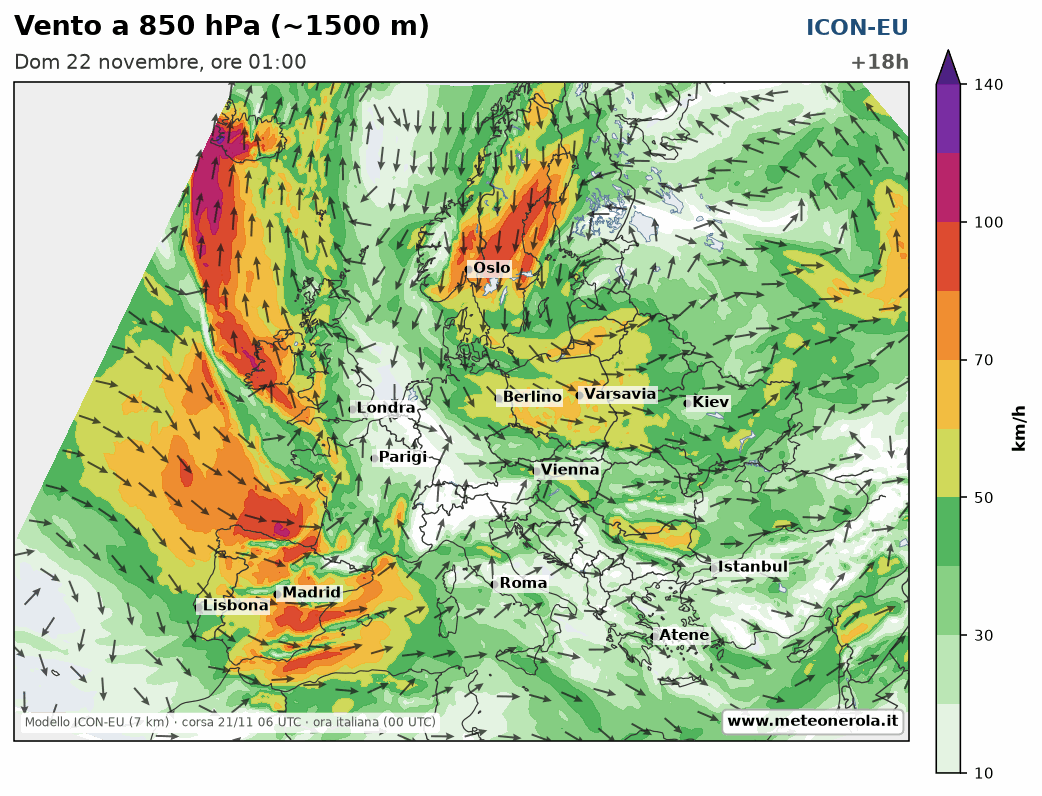 Vento a 850 hPa (~1500 m)
ICON-EU
Dom 22 novembre, ore 01:00
+18h
140
100
70
50
30
10
km/h
Oslo
Berlino
Varsavia
Kiev
Londra
Parigi
Vienna
Istanbul
Roma
Madrid
Lisbona
Atene
Modello ICON-EU (7 km) · corsa 21/11 06 UTC · ora italiana (00 UTC)
www.meteonerola.it